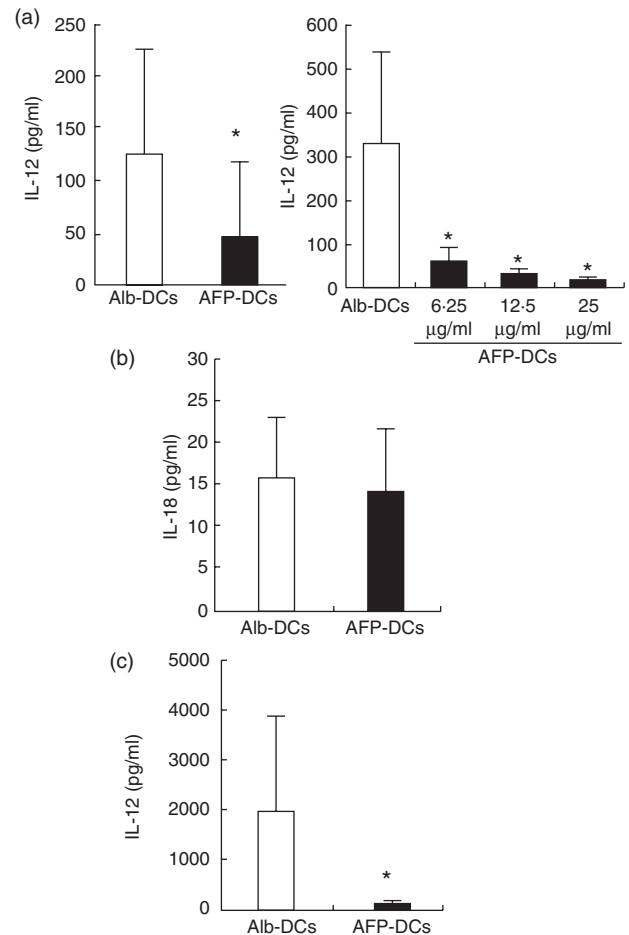 (a)
IL-12 (pg/ml)
250
200
150
100
50
0
*
Alb-DCs AFP-DCs
IL-12 (pg/ml)
600
500
400
300
200
100
0
* * *
Alb-DCs 6·25 12·5 25
μg/ml μg/ml μg/ml
AFP-DCs
(b)
IL-18 (pg/ml)
30
25
20
15
10
5
0
Alb-DCs AFP-DCs
(c)
IL-12 (pg/ml)
5000
4000
3000
2000
1000
0
*
Alb-DCs AFP-DCs